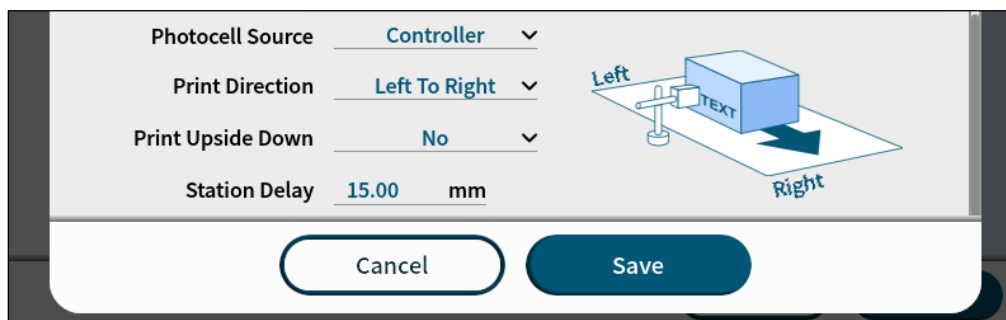 Photocell Source Controller
Print Direction Left To Right
Print Upside Down No
Station Delay 15.00 mm
Left
TEXT
Right
Cancel Save